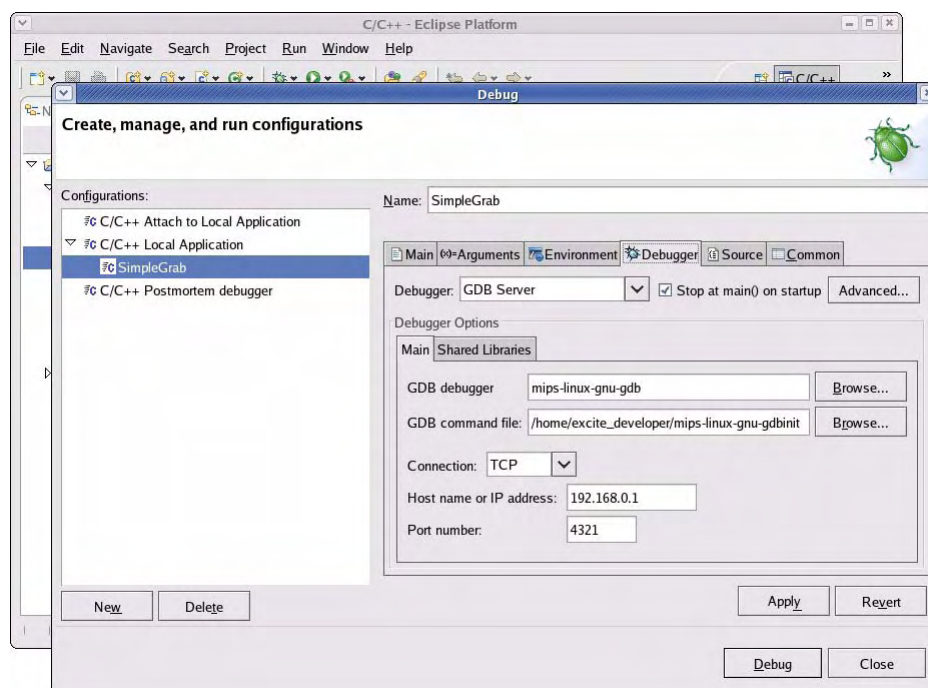 C/C++ - Eclipse Platform
File Edit Navigate Search Project Run Window Help
C/C++ »
N
Debug
Create, manage, and run configurations
Configurations:
C/C++ Attach to Local Application
C/C++ Local Application
SimpleGrab
C/C++ Postmortem debugger
New Delete
Name: SimpleGrab
Main (x)=Arguments Environment Debugger Source Common
Debugger: GDB Server Stop at main() on startup Advanced...
Debugger Options
Main Shared Libraries
GDB debugger mips-linux-gnu-gdb Browse...
GDB command file: /home/excite_developer/mips-linux-gnu-gdbinit Browse...
Connection: TCP
Host name or IP address: 192.168.0.1
Port number: 4321
Apply Revert
Debug Close